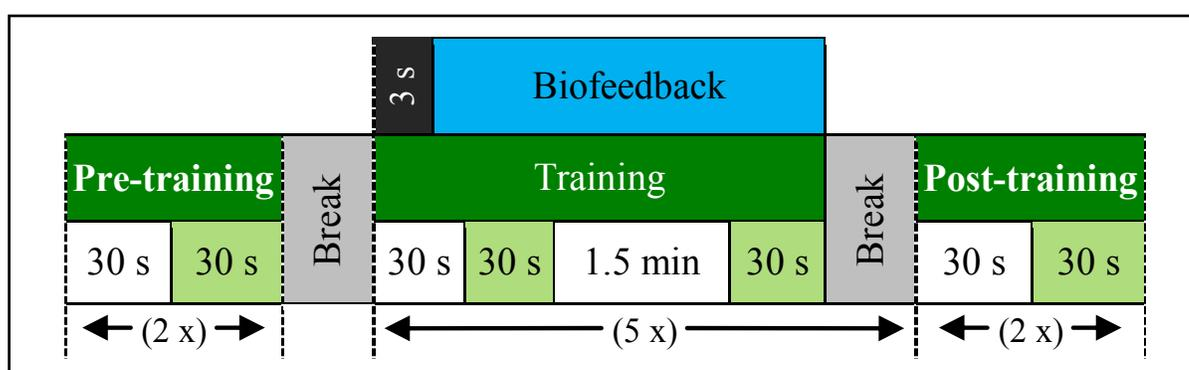 3 s Biofeedback
Pre-training Break Training Break Post-training
30 s 30 s 30 s 30 s 1.5 min 30 s 30 s 30 s
(2 x) (5 x) (2 x)